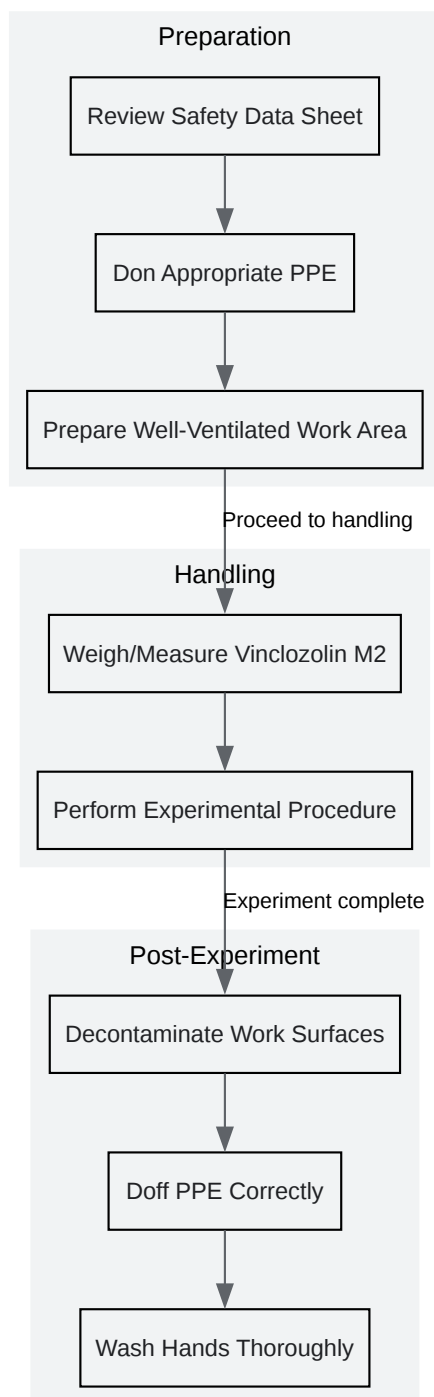 Preparation
Review Safety Data Sheet
Don Appropriate PPE
Prepare Well-Ventilated Work Area
Proceed to handling
Handling
Weigh/Measure Vinclozolin M2
Perform Experimental Procedure
Experiment complete
Post-Experiment
Decontaminate Work Surfaces
Doff PPE Correctly
Wash Hands Thoroughly